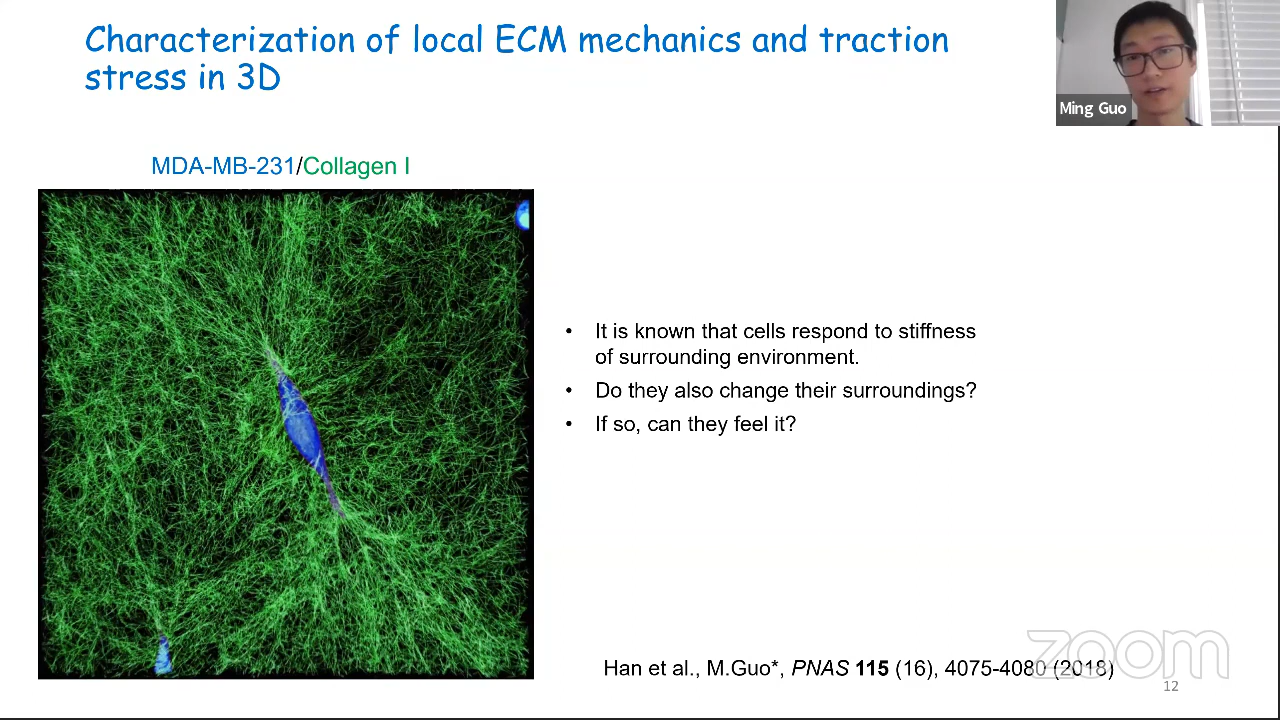 Characterization of local ECM mechanics and traction
stress in 3D
Ming Guo
MDA-MB-231/Collagen I
• It is known that cells respond to stiffness
of surrounding environment.
• Do they also change their surroundings?
• If so, can they feel it?
zoom
Han et al., M.Guo*, PNAS 115 (16), 4075-4080 (2018)
12